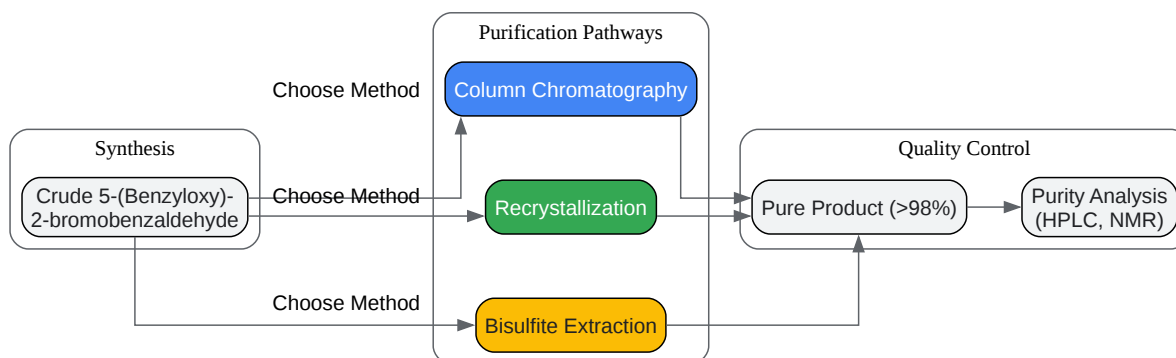 Purification Pathways
Choose Method
Column Chromatography
Synthesis
Quality Control
Crude 5-(Benzyloxy)-
2-bromobenzaldehyde
Choose Method
Recrystallization
Pure Product (>98%)
Purity Analysis
(HPLC, NMR)
Choose Method
Bisulfite Extraction